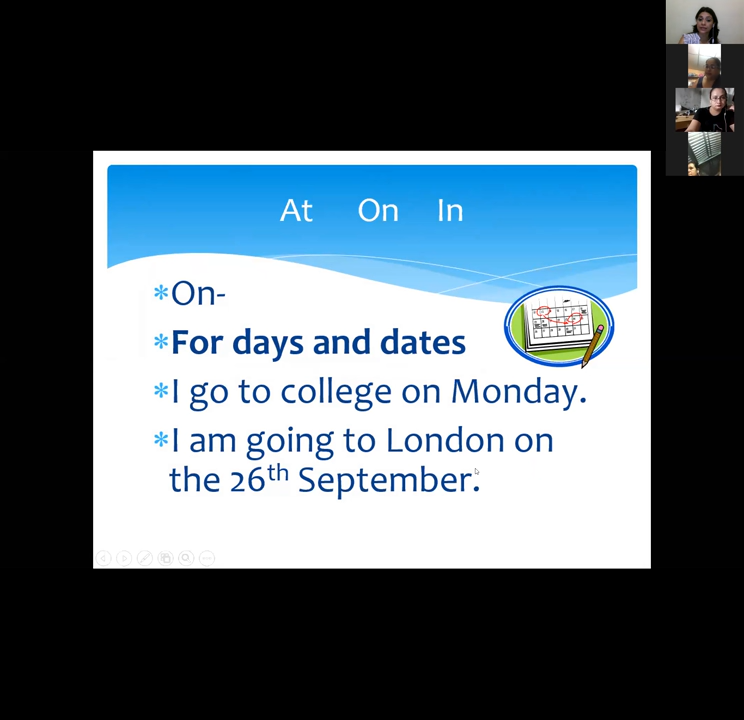 At On In
*On-
*For days and dates
*I go to college on Monday.
*I am going to London on
the 26th September.